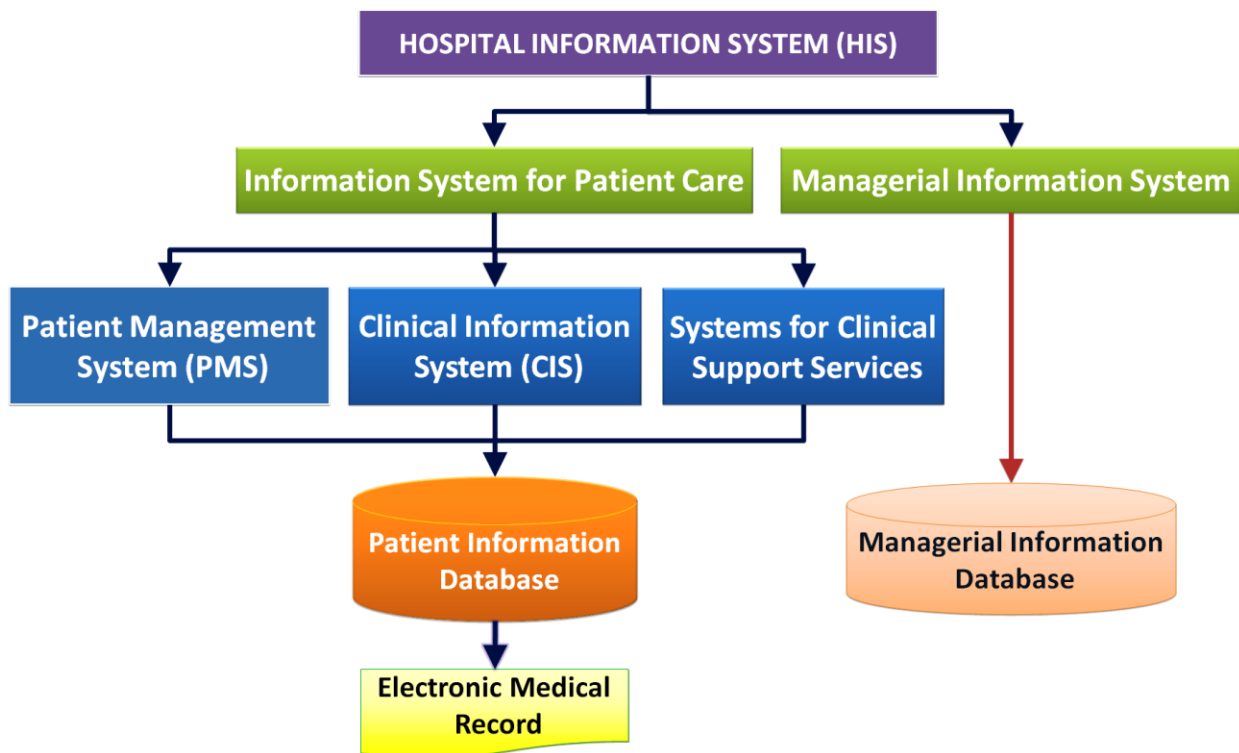 HOSPITAL INFORMATION SYSTEM (HIS)
Information System for Patient Care
Managerial Information System
Patient Management
System (PMS)
Clinical Information
System (CIS)
Systems for Clinical
Support Services
Patient Information
Database
Managerial Information
Database
Electronic Medical
Record